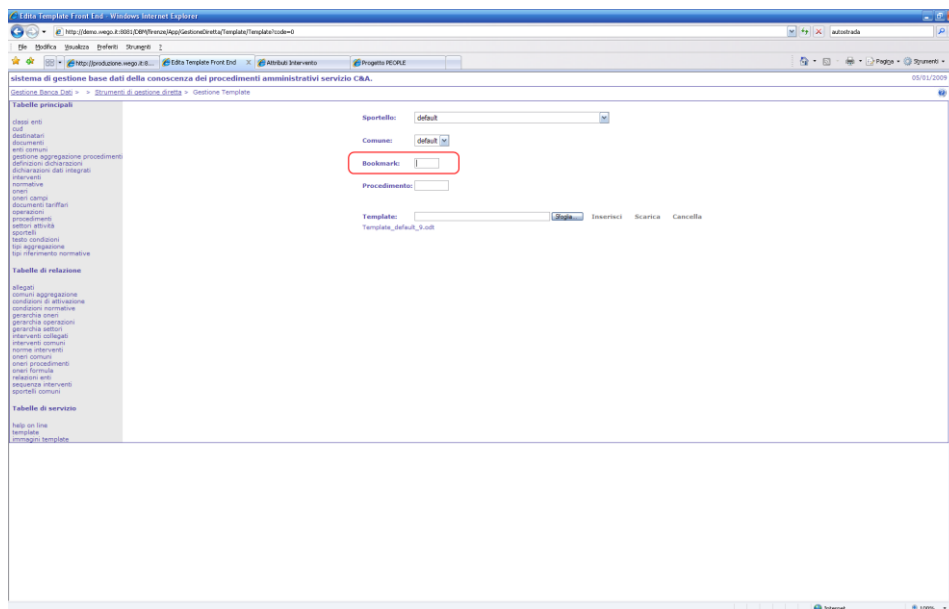 Edita Template Front End - Windows Internet Explorer
http://demo.wego.it:8081/DBM/firenze/App/GestioneDiretta/Template/Template?code=0
autostrada
File Modifica Visualizza Preferiti Strumenti ?
http://produzione.wego.it:8... Edita Template Front End Attributi Intervento Progetto PEOPLE
Pagina Strumenti
sistema di gestione base dati della conoscenza dei procedimenti amministrativi servizio C&A. 05/01/2009
Gestione Banca Dati > > Strumenti di gestione diretta > Gestione Template
Tabelle principali
classi enti
cud
destinatari
documenti
enti comuni
gestione aggregazione procedimenti
definizioni dichiarazioni
dichiarazioni dati integrati
interventi
normative
oneri
oneri campi
documenti tariffari
operazioni
procedimenti
settori attività
sportelli
testo condizioni
tipi aggregazione
tipi riferimento normative
Tabelle di relazione
allegati
comuni aggregazione
condizioni di attivazione
condizioni normative
gerarchia oneri
gerarchia operazioni
gerarchia settori
interventi collegati
interventi comuni
norme interventi
oneri comuni
oneri procedimenti
oneri formula
relazioni enti
sequenza interventi
sportelli comuni
Tabelle di servizio
help on line
template
immagini template
Sportello: default
Comune: default
Bookmark:
Procedimento:
Template: Sfoglia... Inserisci Scarica Cancella
Template_default_9.odt
Internet 100%